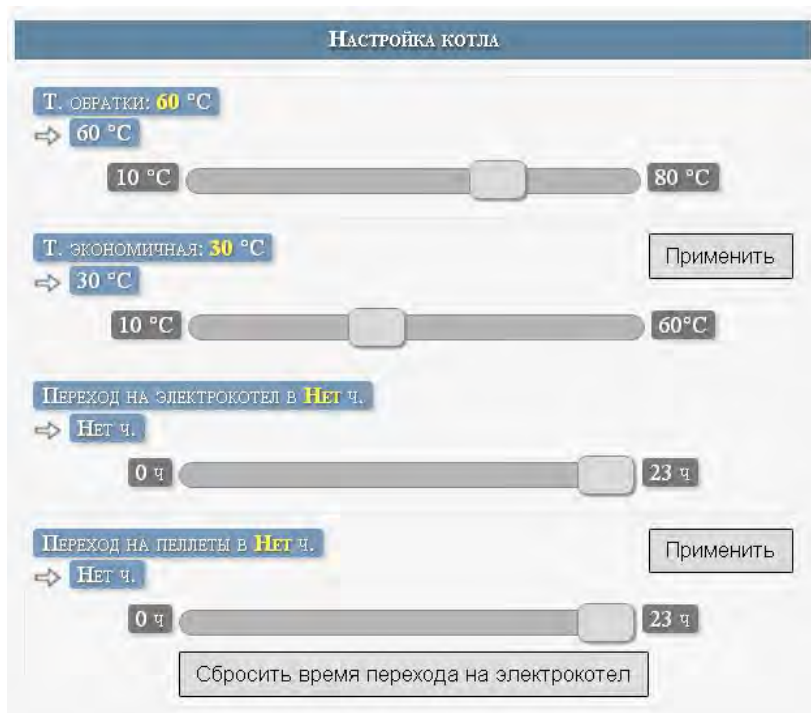 Настройка котла
Т. обратки: 60 °C
60 °C
10 °C 80 °C
Т. экономичная: 30 °C
Применить
30 °C
10 °C 60°C
Переход на электрокотел в Нет ч.
Нет ч.
0 ч 23 ч
Переход на пеллеты в Нет ч.
Применить
Нет ч.
0 ч 23 ч
Сбросить время перехода на электрокотел